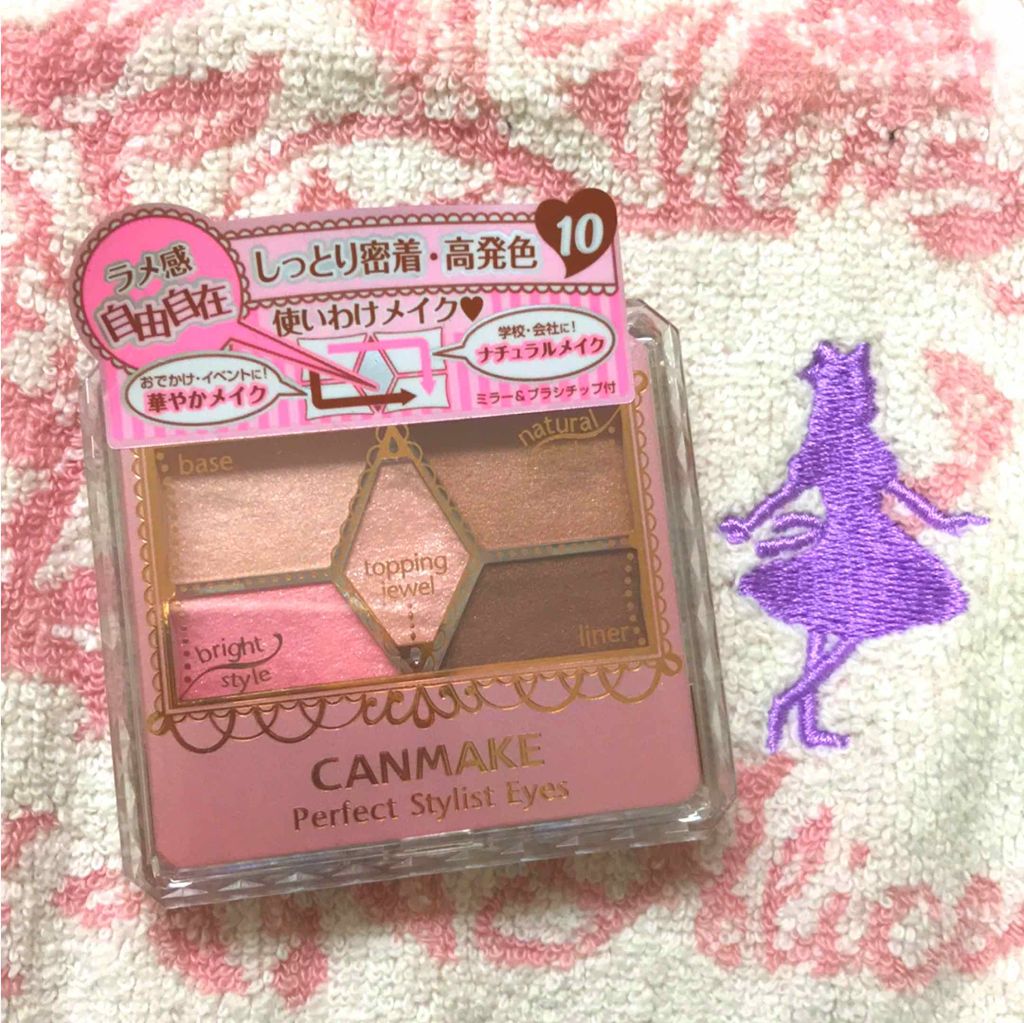 ラメ感
自由自在
しっとり密着・高発色
10
使いわけメイク♥
おでかけ・イベントに!
華やかメイク
学校・会社に!
ナチュラルメイク
ミラー&ブラシチップ付
base
natural
topping
jewel
bright
style
liner
CANMAKE
Perfect Stylist Eyes